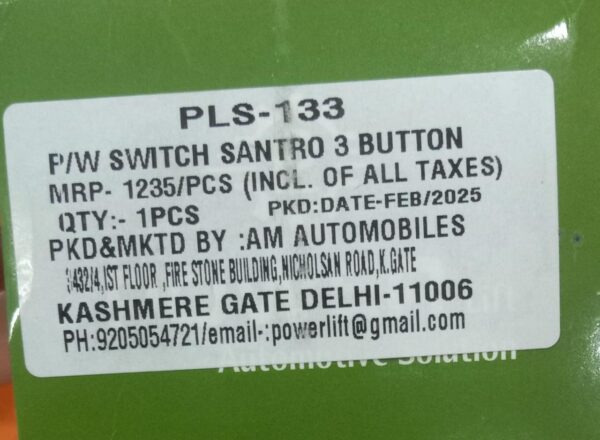 PLS-133
P/W SWITCH SANTRO 3 BUTTON
MRP- 1235/PCS (INCL. OF ALL TAXES)
QTY:- 1PCS PKD:DATE-FEB/2025
PKD&MKTD BY :AM AUTOMOBILES
3432/4,IST FLOOR ,FIRE STONE BUILDING,NICHOLSAN ROAD,K.GATE
KASHMERE GATE DELHI-11006
PH:9205054721/email-:powerlift@gmail.com
Automotive Solution